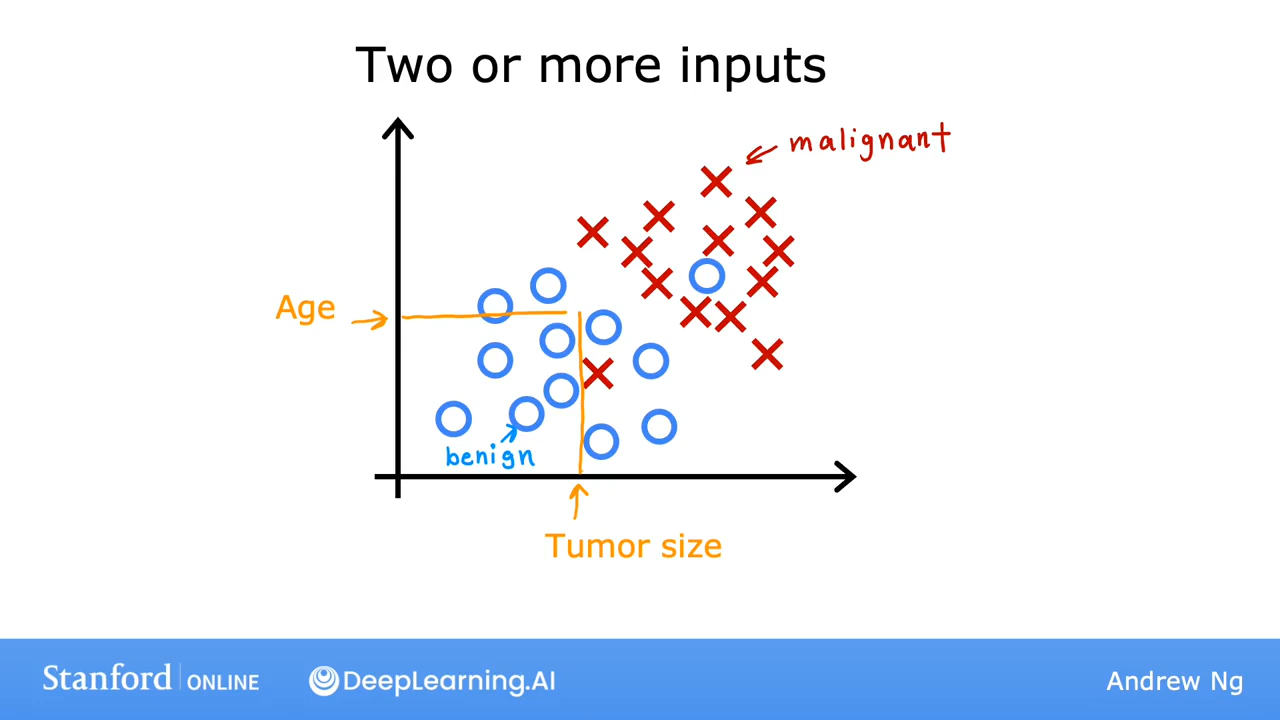 Two or more inputs
malignant
Age
benign
Tumor size
Stanford ONLINE
DeepLearning.AI
Andrew Ng